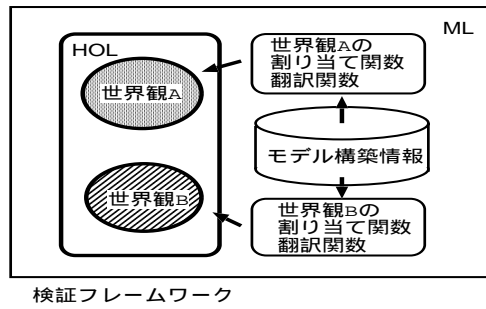 ML
HOL
世界観Aの
割り当て関数
翻訳関数
世界観A
モデル構築情報
世界観B
世界観Bの
割り当て関数
翻訳関数
検証フレームワーク